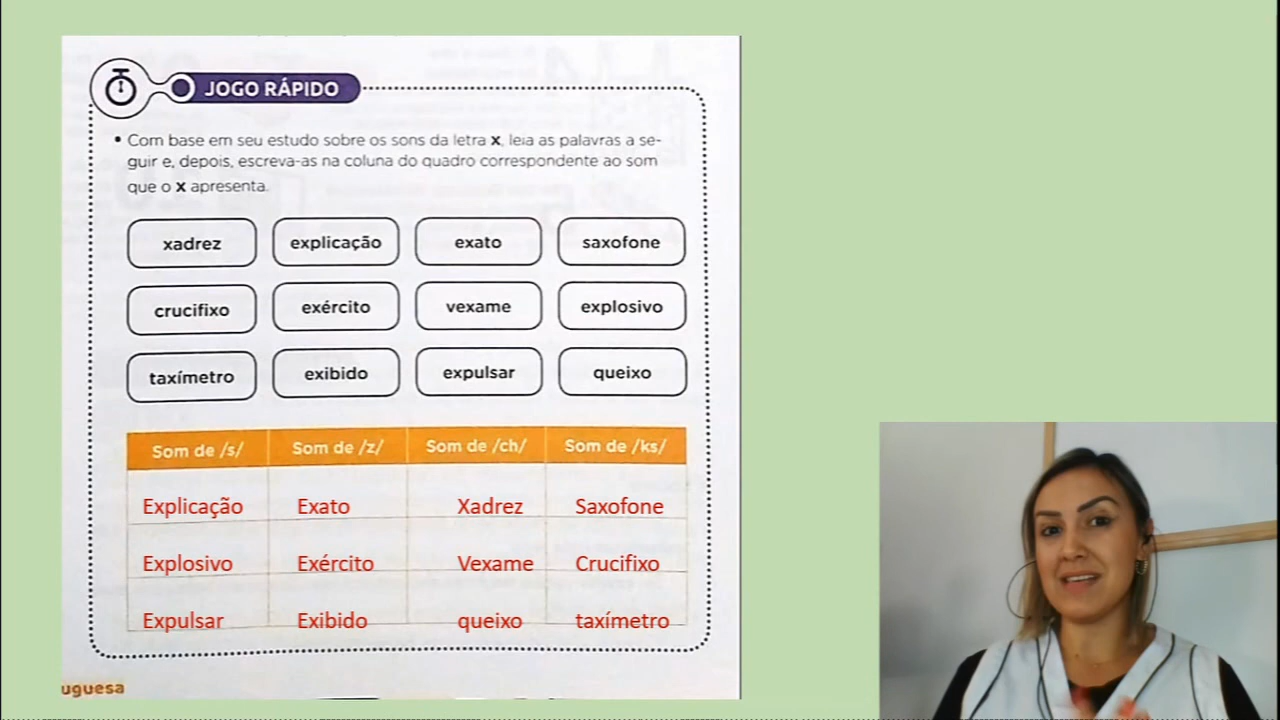 JOGO RÁPIDO
• Com base em seu estudo sobre os sons da letra x, leia as palavras a se-
guir e, depois, escreva-as na coluna do quadro correspondente ao som
que o x apresenta.
xadrez explicação exato saxofone
crucifixo exército vexame explosivo
taxímetro exibido expulsar queixo
Som de /s/ Som de /z/ Som de /ch/ Som de /ks/
Explicação Exato Xadrez Saxofone
Explosivo Exército Vexame Crucifixo
Expulsar Exibido queixo taxímetro
uguesa